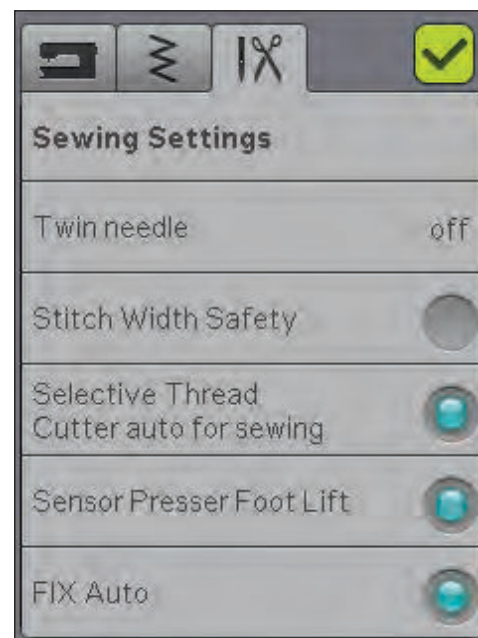 Sewing Settings
Twin needle off
Stitch Width Safety
Selective Thread
Cutter auto for sewing
Sensor Presser Foot Lift
FIX Auto